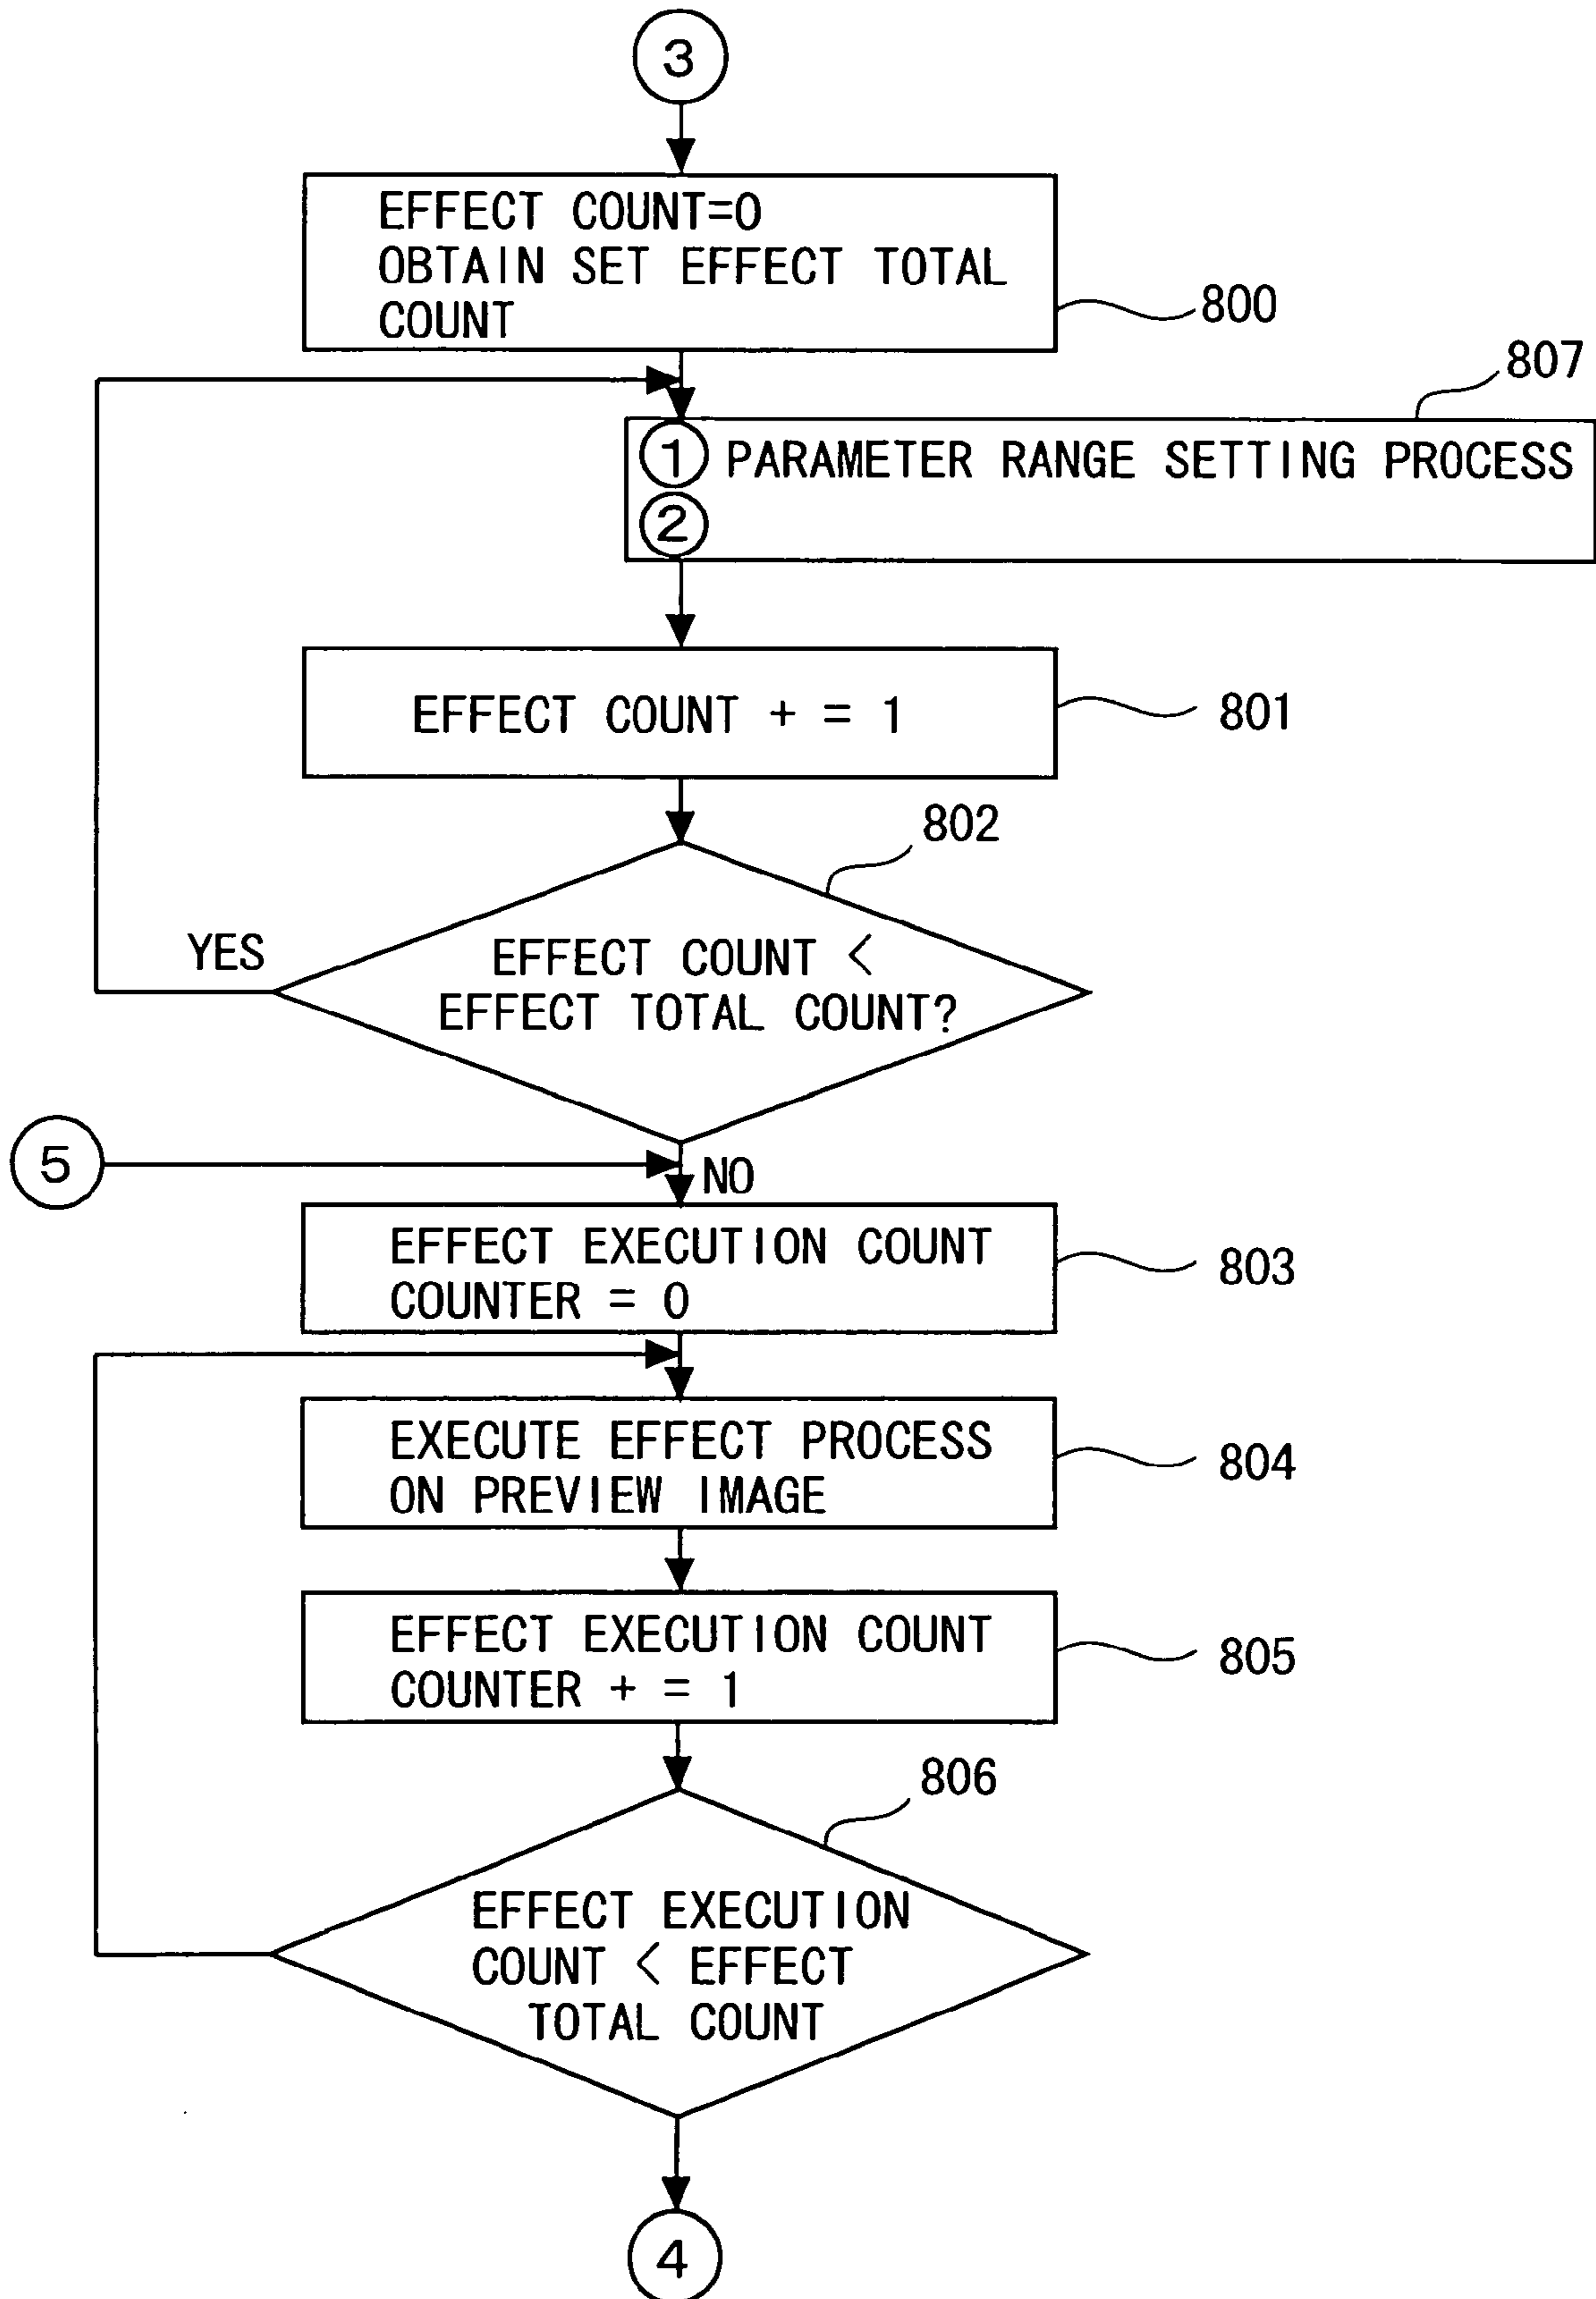 3
EFFECT COUNT=0
OBTAIN SET EFFECT TOTAL
COUNT
800
807
1 PARAMETER RANGE SETTING PROCESS
2
EFFECT COUNT + = 1
801
802
YES
EFFECT COUNT <
EFFECT TOTAL COUNT?
5
NO
EFFECT EXECUTION COUNT
COUNTER = 0
803
EXECUTE EFFECT PROCESS
ON PREVIEW IMAGE
804
EFFECT EXECUTION COUNT
COUNTER + = 1
805
806
EFFECT EXECUTION
COUNT < EFFECT
TOTAL COUNT
4